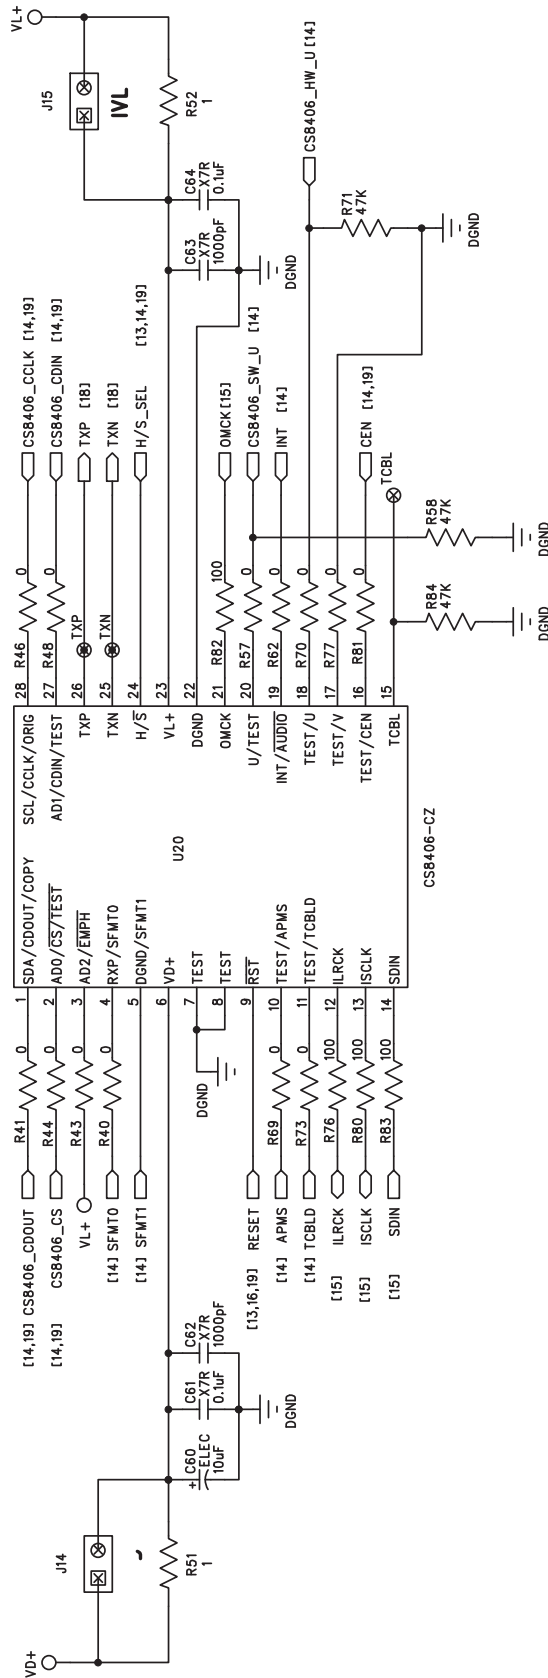 VD+
J14
R51
1
C60
ELEC
10uF
+
C61
X7R
0.1uF
C62
X7R
1000pF
DGND
[14,19] CS8406_CDOUT
R41
0
1
SDA/CDOUT/COPY
[14,19] CS8406_CS
R44
0
2
AD0/CS/TEST
VL+
R43
0
3
AD2/EMPH
[14] SFMT0
R40
0
4
RXP/SFMT0
[14] SFMT1
5
DGND/SFMT1
6
VD+
7
TEST
8
TEST
DGND
[13,16,19] RESET
9
RST
[14] APMS
R69
0
10
TEST/APMS
[14] TCBLD
R73
0
11
TEST/TCBLD
[15] ILRCK
R76
100
12
ILRCK
[15] ISCLK
R80
100
13
ISCLK
[15] SDIN
R83
100
14
SDIN
U20
CS8406-CZ
SCL/CCLK/ORIG
28
R46
0
CS8406_CCLK [14,19]
AD1/CDIN/TEST
27
R48
0
CS8406_CDIN [14,19]
TXP
26
TXP
TXP [18]
TXN
25
TXN
TXN [18]
H/S
24
H/S_SEL [13,14,19]
VL+
23
DGND
22
OMCK
21
R82
100
OMCK[15]
U/TEST
20
R57
0
CS8406_SW_U [14]
INT/AUDIO
19
R62
0
INT [14]
TEST/U
18
R70
0
CS8406_HW_U[14]
TEST/V
17
R77
0
TEST/CEN
16
R81
0
CEN [14,19]
TCBL
15
TCBL
R84
47K
DGND
R58
47K
DGND
R71
47K
DGND
C63
X7R
1000pF
C64
X7R
0.1uF
DGND
R52
1
J15
IVL
VL+